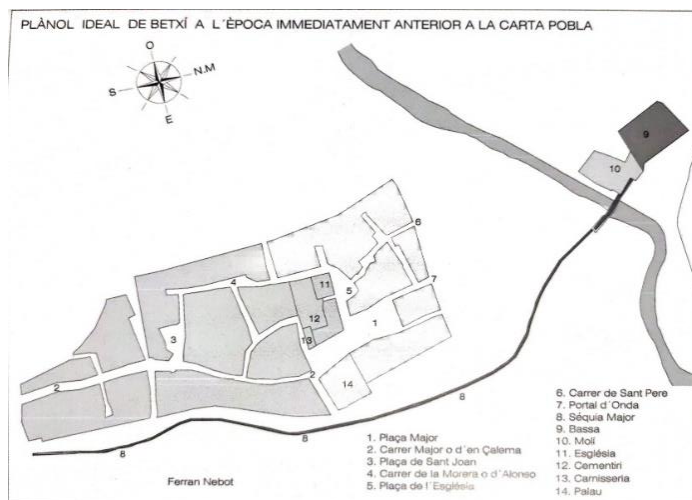 PLÀNOL IDEAL DE BETXÍ A L´ÈPOCA IMMEDIATAMENT ANTERIOR A LA CARTA POBLA
O
N.M
S
E
9
10
6
4
11
5
7
12
1
3
13
2
14
2
8
8
8
Ferran Nebot
1. Plaça Major
2. Carrer Major o d´en Çalema
3. Plaça de Sant Joan
4. Carrer de la Morera o d´Alonso
5. Plaça de l´Església
6. Carrer de Sant Pere
7. Portal d´Onda
8. Séquia Major
9. Bassa
10. Molí
11. Església
12. Cementiri
13. Carnisseria
14. Palau